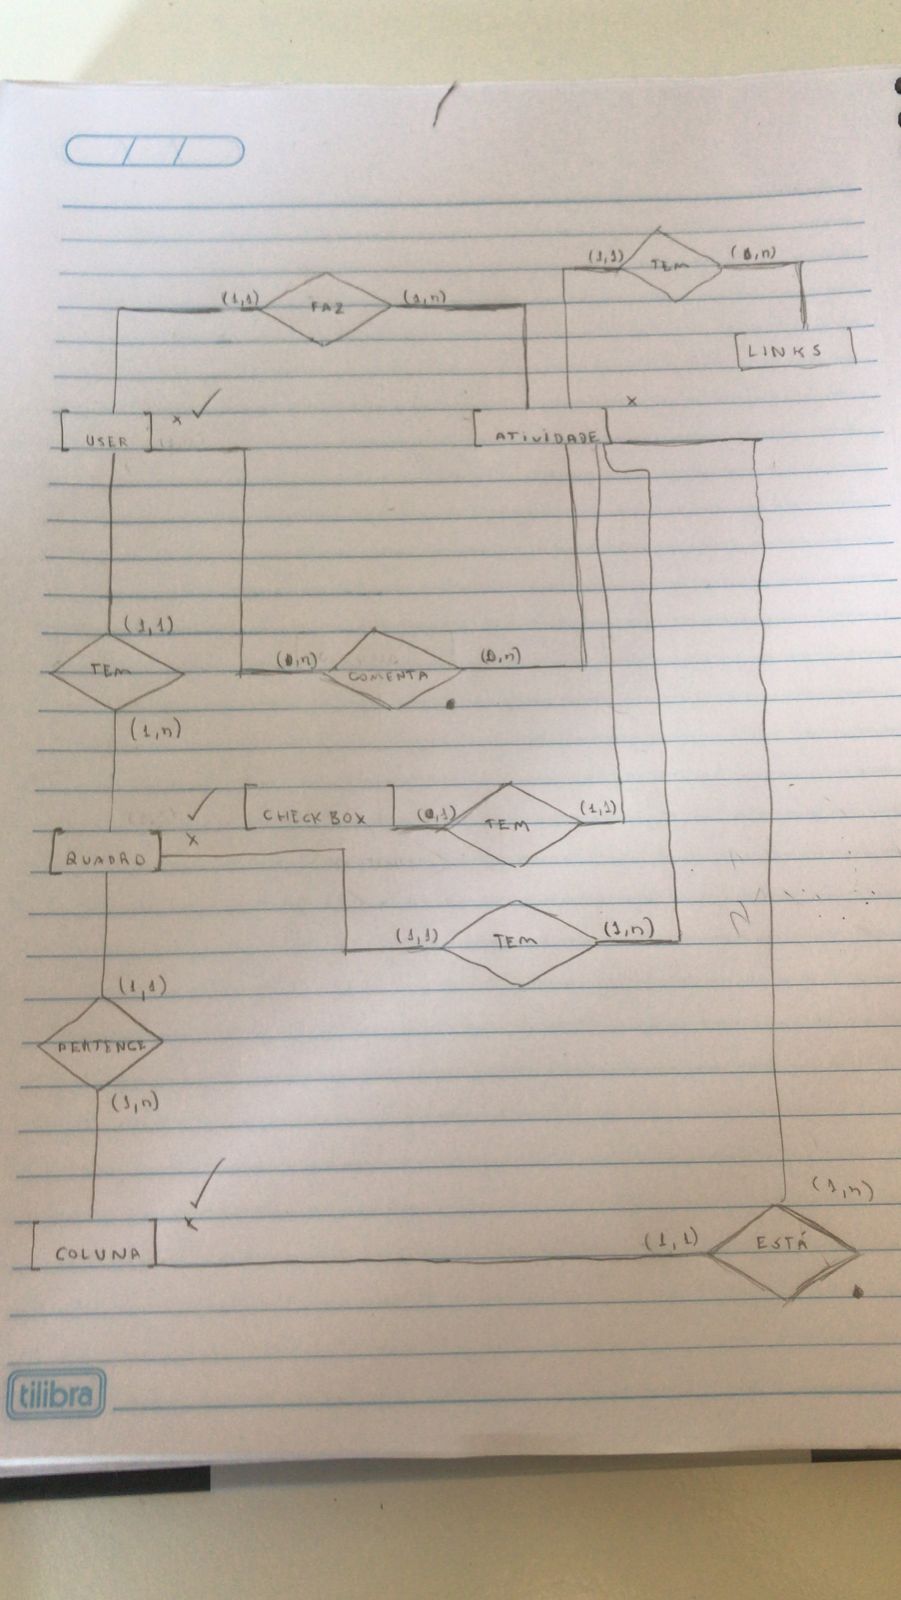 (1,1) TEM (0,n)
(1,1) FAZ (1,n)
LINKS
USER x
ATIVIDADE x
(1,1)
TEM
(0,n) COMENTA (0,n)
(1,n)
CHECKBOX (0,1) TEM (1,1)
x
QUADRO
(1,1) TEM (1,n)
(1,1)
PERTENCE
(1,n)
(1,n)
x
COLUNA (1,1) ESTÁ
tilibra